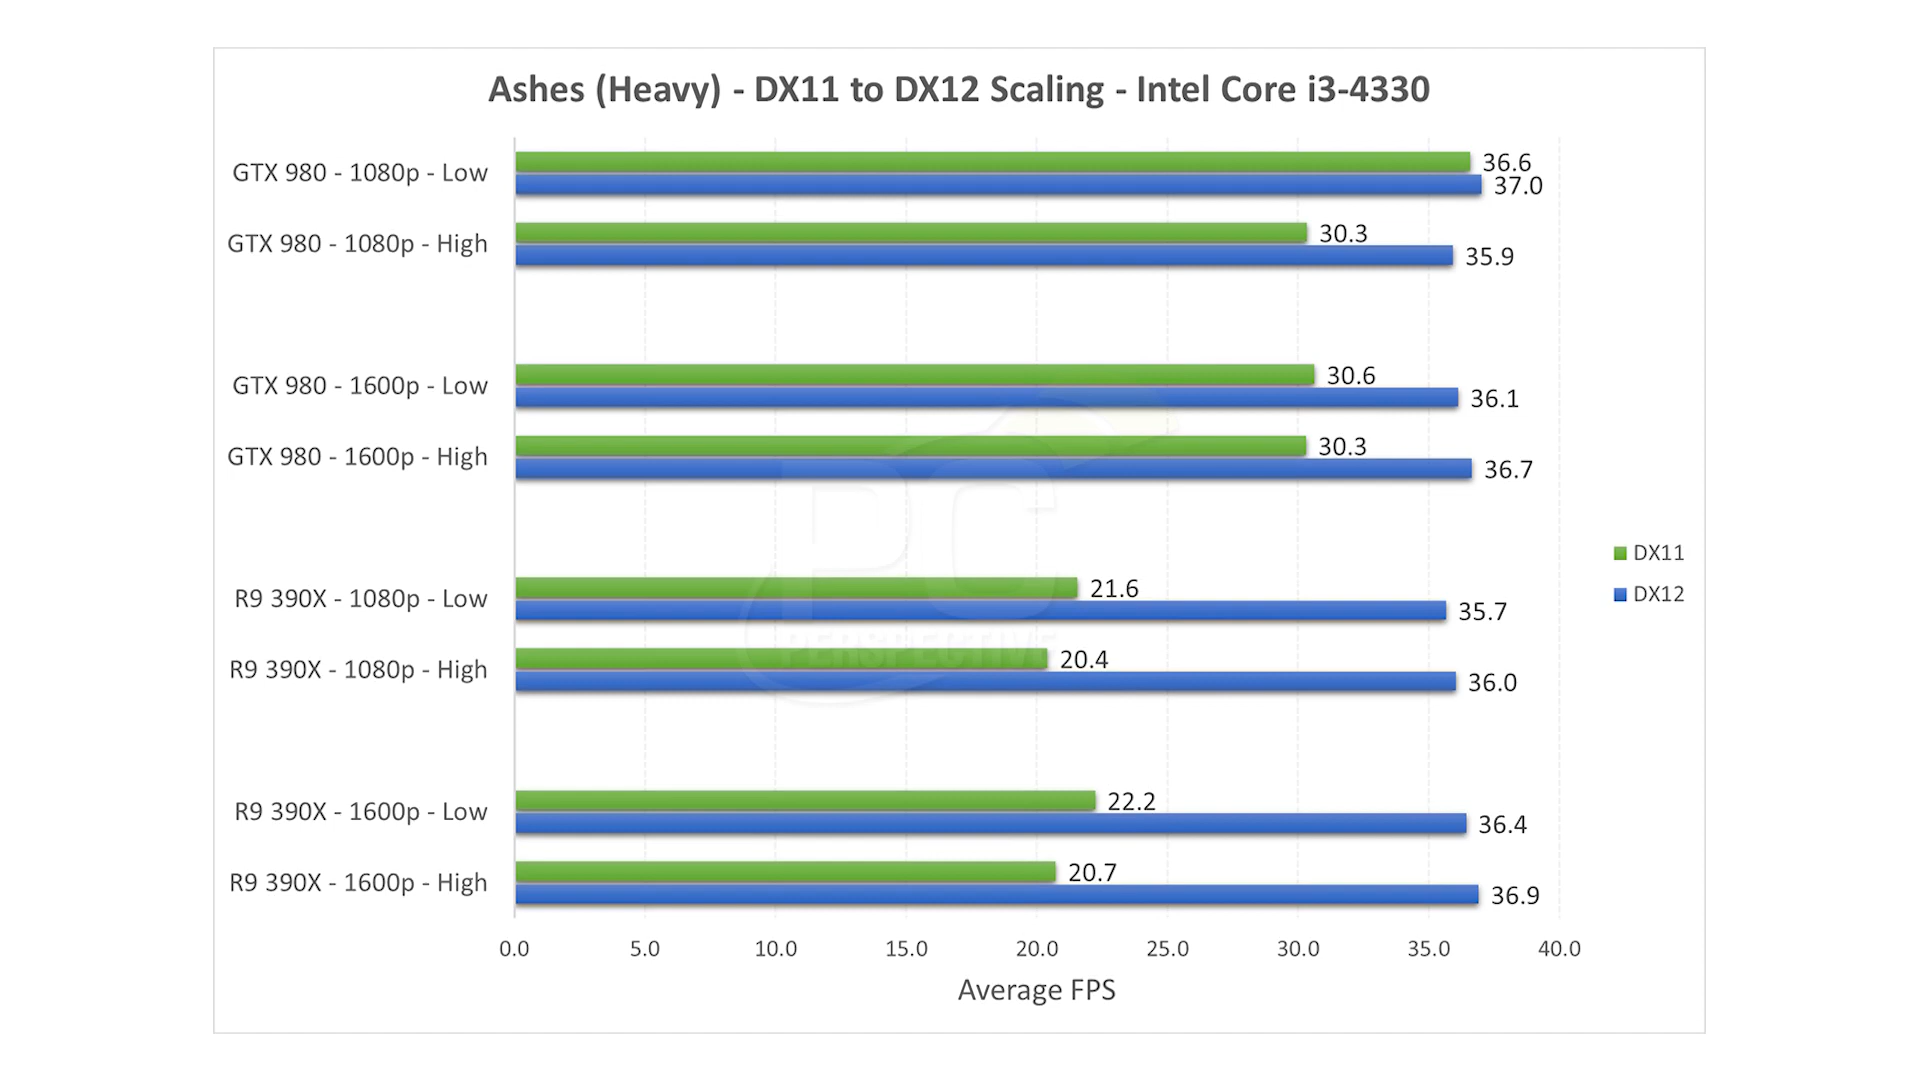 Ashes (Heavy) - DX11 to DX12 Scaling - Intel Core i3-4330
GTX 980 - 1080p - Low
36.6
37.0
GTX 980 - 1080p - High
30.3
35.9
GTX 980 - 1600p - Low
30.6
36.1
GTX 980 - 1600p - High
30.3
36.7
R9 390X - 1080p - Low
21.6
35.7
R9 390X - 1080p - High
20.4
36.0
R9 390X - 1600p - Low
22.2
36.4
R9 390X - 1600p - High
20.7
36.9
DX11
DX12
0.0 5.0 10.0 15.0 20.0 25.0 30.0 35.0 40.0
Average FPS
PC
PERSPECTIVE